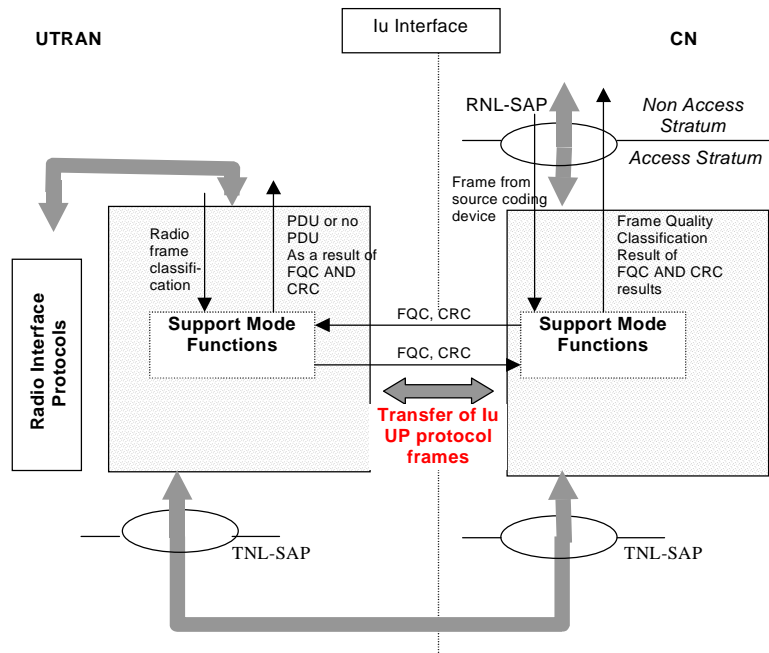 Iu Interface
UTRAN
CN
RNL-SAP
Non Access
Stratum
Access Stratum
Frame from
source coding
device
Radio
frame
classifi-
cation
PDU or no
PDU
As a result of
FQC AND
CRC
Frame Quality
Classification
Result of
FQC AND CRC
results
Radio Interface
Protocols
Support Mode
Functions
FQC, CRC
FQC, CRC
Support Mode
Functions
Transfer of Iu
UP protocol
frames
TNL-SAP
TNL-SAP